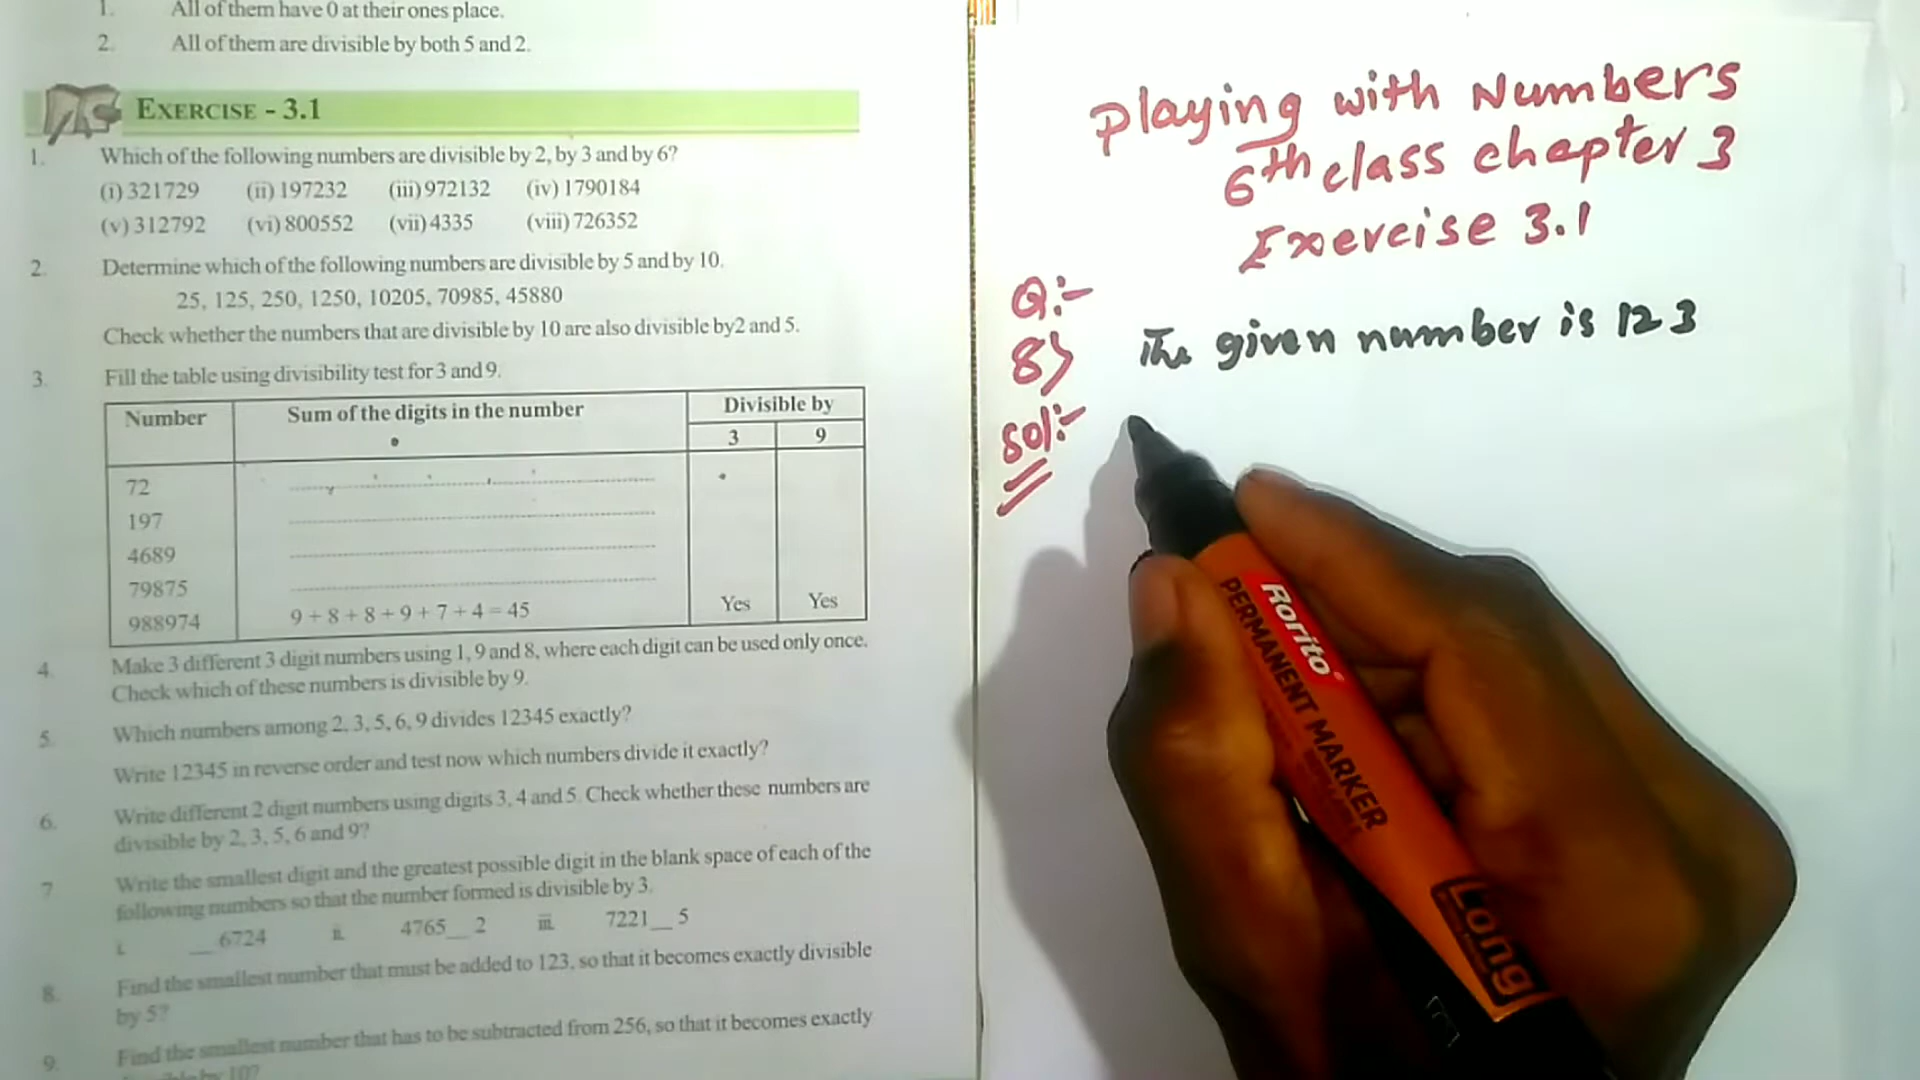 1. All of them have 0 at their ones place.
2. All of them are divisible by both 5 and 2.
EXERCISE - 3.1
1. Which of the following numbers are divisible by 2, by 3 and by 6?
(i) 321729 (ii) 197232 (iii) 972132 (iv) 1790184
(v) 312792 (vi) 800552 (vii) 4335 (viii) 726352
2. Determine which of the following numbers are divisible by 5 and by 10.
25, 125, 250, 1250, 10205, 70985, 45880
Check whether the numbers that are divisible by 10 are also divisible by2 and 5.
3. Fill the table using divisibility test for 3 and 9.
Number Sum of the digits in the number Divisible by
3 9
72
197
4689
79875
988974 9 + 8 + 8 + 9 + 7 + 4 = 45 Yes Yes
4. Make 3 different 3 digit numbers using 1, 9 and 8, where each digit can be used only once.
Check which of these numbers is divisible by 9.
5. Which numbers among 2, 3, 5, 6, 9 divides 12345 exactly?
Write 12345 in reverse order and test now which numbers divide it exactly?
6. Write different 2 digit numbers using digits 3, 4 and 5. Check whether these numbers are
divisible by 2, 3, 5, 6 and 9?
7 Write the smallest digit and the greatest possible digit in the blank space of each of the
following numbers so that the number formed is divisible by 3.
i. __ 6724 ii. 4765__ 2 iii. 7221__ 5
8. Find the smallest number that must be added to 123, so that it becomes exactly divisible
by 5?
9. Find the smallest number that has to be subtracted from 256, so that it becomes exactly
by 10?
Playing with Numbers
6th class chapter 3
Exercise 3.1
Q:-
8) The given number is 123
Sol:-
Rorito
PERMANENT MARKER
Long